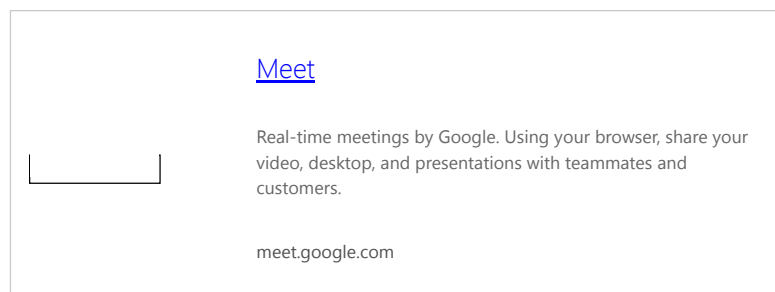 Meet
Real-time meetings by Google. Using your browser, share your
video, desktop, and presentations with teammates and
customers.
meet.google.com